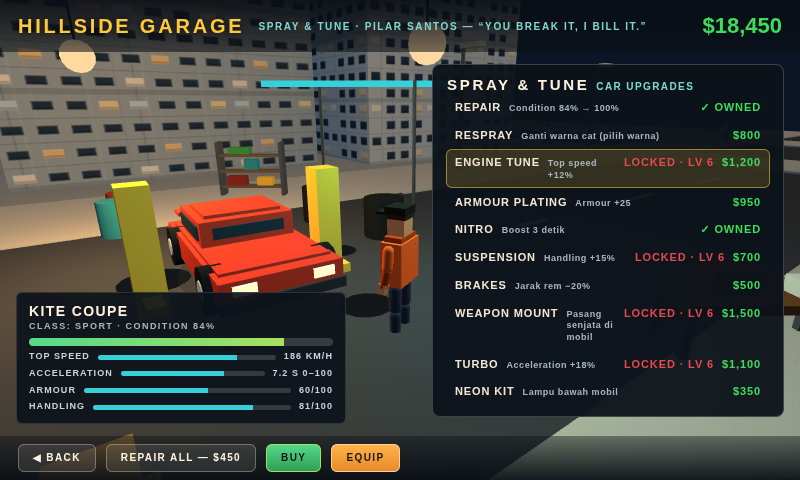 HILLSIDE GARAGE SPRAY & TUNE · PILAR SANTOS — “YOU BREAK IT, I BILL IT.” $18,450
SPRAY & TUNE CAR UPGRADES
REPAIR Condition 84% → 100% ✓ OWNED
RESPRAY Ganti warna cat (pilih warna) $800
ENGINE TUNE Top speed +12% LOCKED · LV 6 $1,200
ARMOUR PLATING Armour +25 $950
NITRO Boost 3 detik ✓ OWNED
SUSPENSION Handling +15% LOCKED · LV 6 $700
BRAKES Jarak rem −20% $500
WEAPON MOUNT Pasang senjata di mobil LOCKED · LV 6 $1,500
TURBO Acceleration +18% LOCKED · LV 6 $1,100
NEON KIT Lampu bawah mobil $350
KITE COUPE
CLASS: SPORT · CONDITION 84%
TOP SPEED 186 KM/H
ACCELERATION 7.2 S 0–100
ARMOUR 60/100
HANDLING 81/100
◀ BACK REPAIR ALL — $450 BUY EQUIP